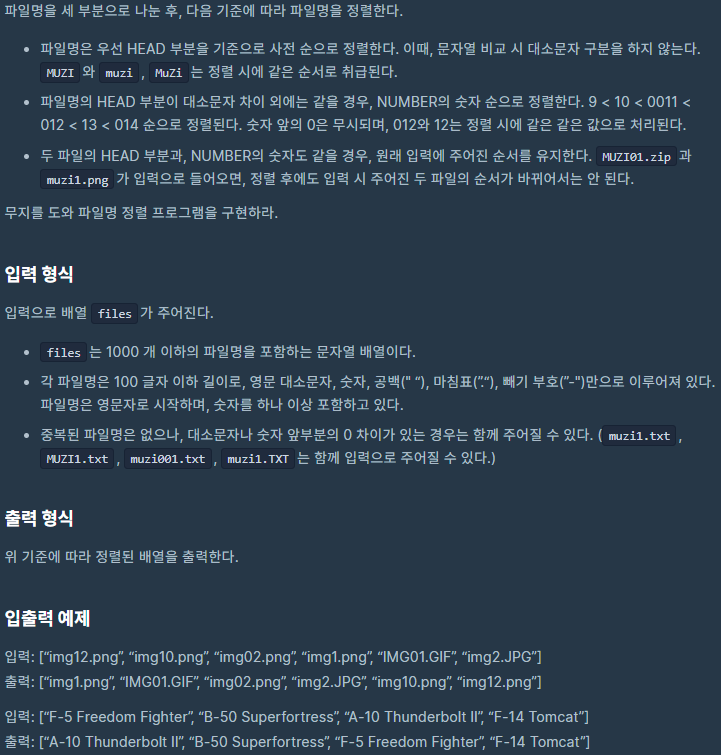 파일명을 세 부분으로 나눈 후, 다음 기준에 따라 파일명을 정렬한다.
• 파일명은 우선 HEAD 부분을 기준으로 사전 순으로 정렬한다. 이때, 문자열 비교 시 대소문자 구분을 하지 않는다.
MUZI 와 muzi , MuZi 는 정렬 시에 같은 순서로 취급된다.
• 파일명의 HEAD 부분이 대소문자 차이 외에는 같을 경우, NUMBER의 숫자 순으로 정렬한다. 9 < 10 < 0011 <
012 < 13 < 014 순으로 정렬된다. 숫자 앞의 0은 무시되며, 012와 12는 정렬 시에 같은 같은 값으로 처리된다.
• 두 파일의 HEAD 부분과, NUMBER의 숫자도 같을 경우, 원래 입력에 주어진 순서를 유지한다. MUZI01.zip 과
muzi1.png 가 입력으로 들어오면, 정렬 후에도 입력 시 주어진 두 파일의 순서가 바뀌어서는 안 된다.
무지를 도와 파일명 정렬 프로그램을 구현하라.
입력 형식
입력으로 배열 files 가 주어진다.
• files 는 1000 개 이하의 파일명을 포함하는 문자열 배열이다.
• 각 파일명은 100 글자 이하 길이로, 영문 대소문자, 숫자, 공백(" “), 마침표(”.“), 빼기 부호(”-")만으로 이루어져 있다.
파일명은 영문자로 시작하며, 숫자를 하나 이상 포함하고 있다.
• 중복된 파일명은 없으나, 대소문자나 숫자 앞부분의 0 차이가 있는 경우는 함께 주어질 수 있다. ( muzi1.txt ,
MUZI1.txt , muzi001.txt , muzi1.TXT 는 함께 입력으로 주어질 수 있다.)
출력 형식
위 기준에 따라 정렬된 배열을 출력한다.
입출력 예제
입력: [“img12.png”, “img10.png”, “img02.png”, “img1.png”, “IMG01.GIF”, “img2.JPG”]
출력: [“img1.png”, “IMG01.GIF”, “img02.png”, “img2.JPG”, “img10.png”, “img12.png”]
입력: [“F-5 Freedom Fighter”, “B-50 Superfortress”, “A-10 Thunderbolt II”, “F-14 Tomcat”]
출력: [“A-10 Thunderbolt II”, “B-50 Superfortress”, “F-5 Freedom Fighter”, “F-14 Tomcat”]